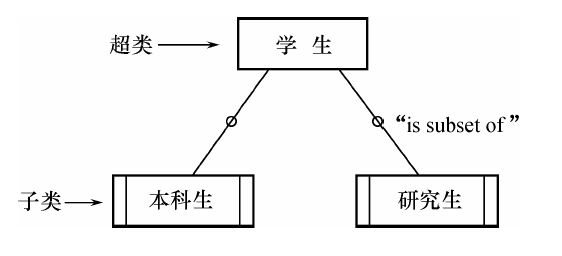 超类
学 生
“is subset of”
子类
本科生
研究生